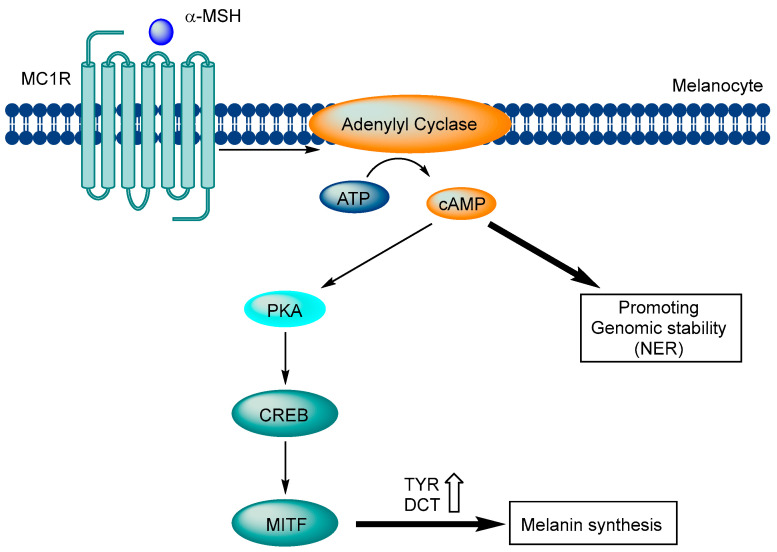 α-MSH
MC1R
Melanocyte
Adenylyl Cyclase
ATP
cAMP
PKA
Promoting
Genomic stability
(NER)
CREB
TYR
DCT
MITF
Melanin synthesis